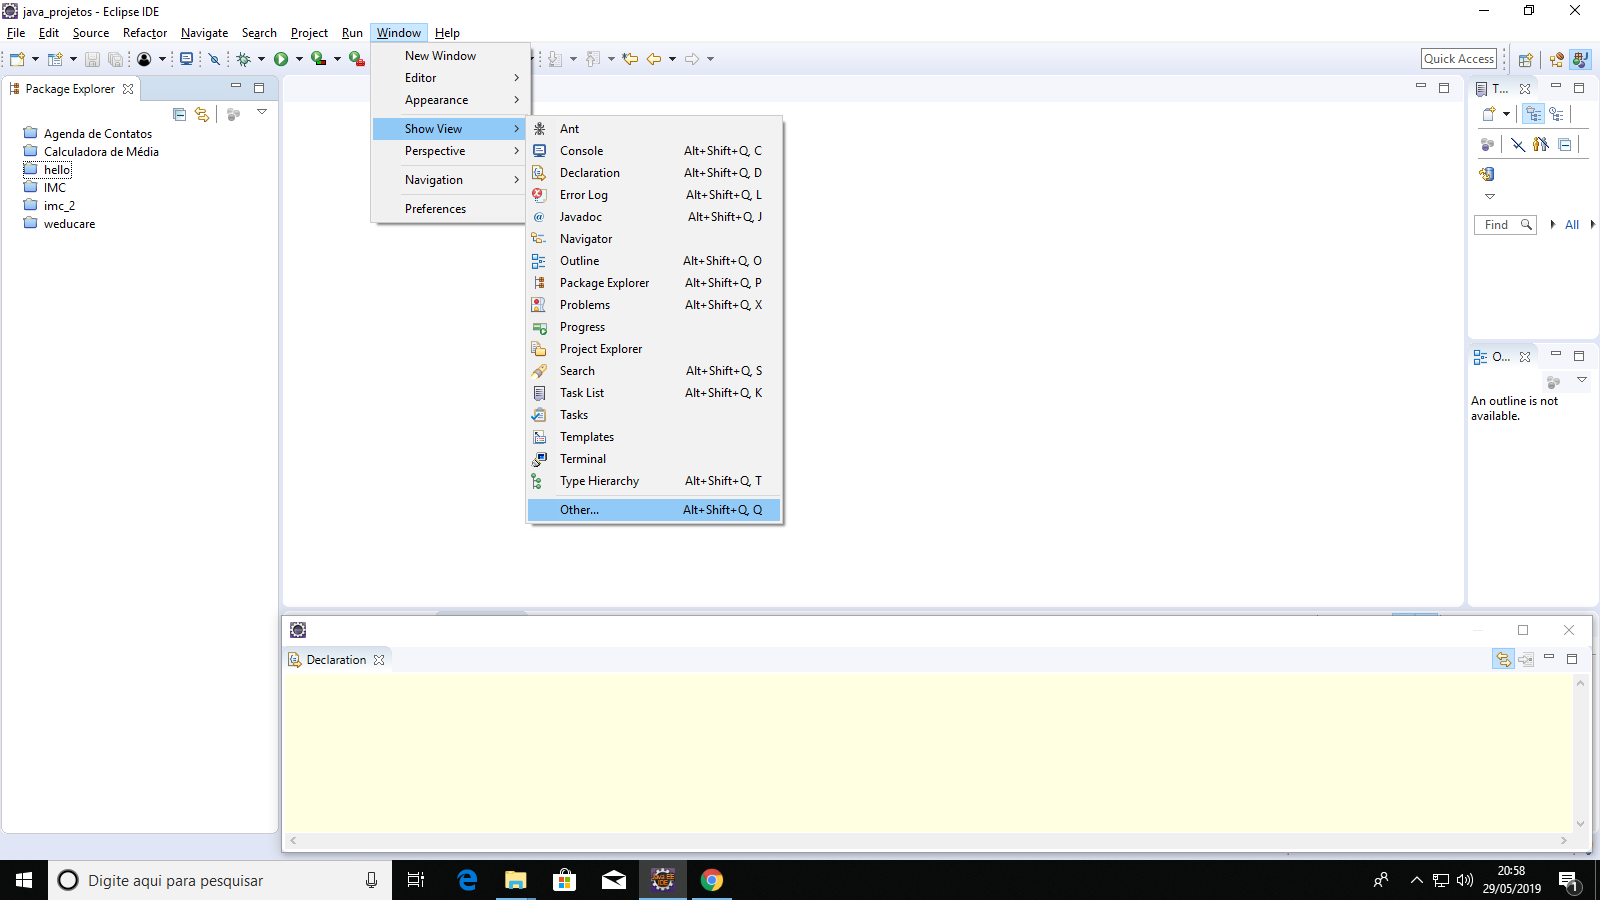 java_projetos - Eclipse IDE
File Edit Source Refactor Navigate Search Project Run Window Help
Quick Access
Package Explorer
Agenda de Contatos
Calculadora de Média
hello
IMC
imc_2
weducare
New Window
Editor
Appearance
Show View
Perspective
Navigation
Preferences
Ant
Console Alt+Shift+Q, C
Declaration Alt+Shift+Q, D
Error Log Alt+Shift+Q, L
Javadoc Alt+Shift+Q, J
Navigator
Outline Alt+Shift+Q, O
Package Explorer Alt+Shift+Q, P
Problems Alt+Shift+Q, X
Progress
Project Explorer
Search Alt+Shift+Q, S
Task List Alt+Shift+Q, K
Tasks
Templates
Terminal
Type Hierarchy Alt+Shift+Q, T
Other... Alt+Shift+Q, Q
T...
Find All
O...
An outline is not
available.
Declaration
Digite aqui para pesquisar
JAVA EE
IDE
20:58
29/05/2019
1